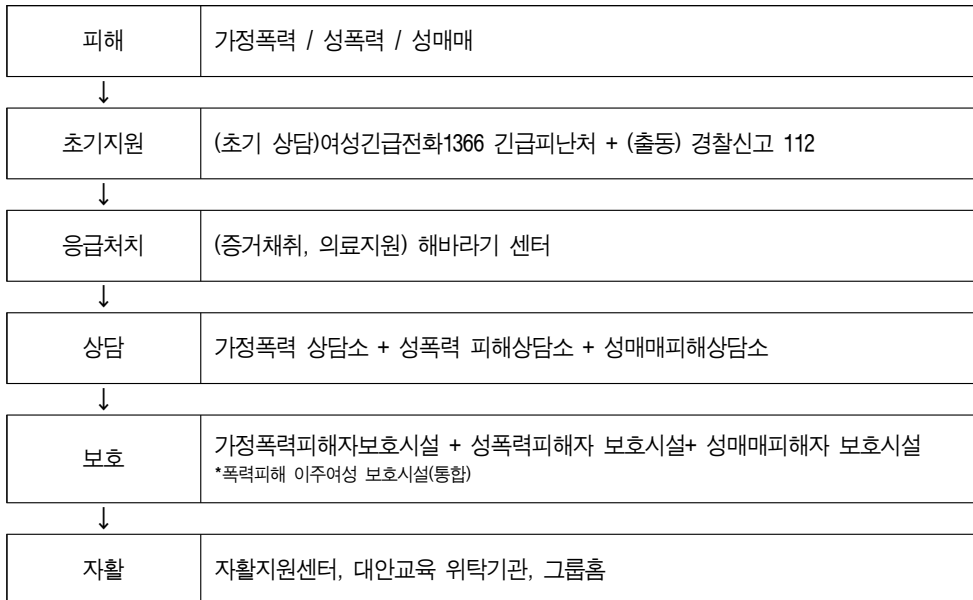 피해 가정폭력 / 성폭력 / 성매매
↓
초기지원 (초기 상담)여성긴급전화1366 긴급피난처 + (출동) 경찰신고 112
↓
응급처치 (증거채취, 의료지원) 해바라기 센터
↓
상담 가정폭력 상담소 + 성폭력 피해상담소 + 성매매피해상담소
↓
보호 가정폭력피해자보호시설 + 성폭력피해자 보호시설+ 성매매피해자 보호시설
*폭력피해 이주여성 보호시설(통합)
↓
자활 자활지원센터, 대안교육 위탁기관, 그룹홈